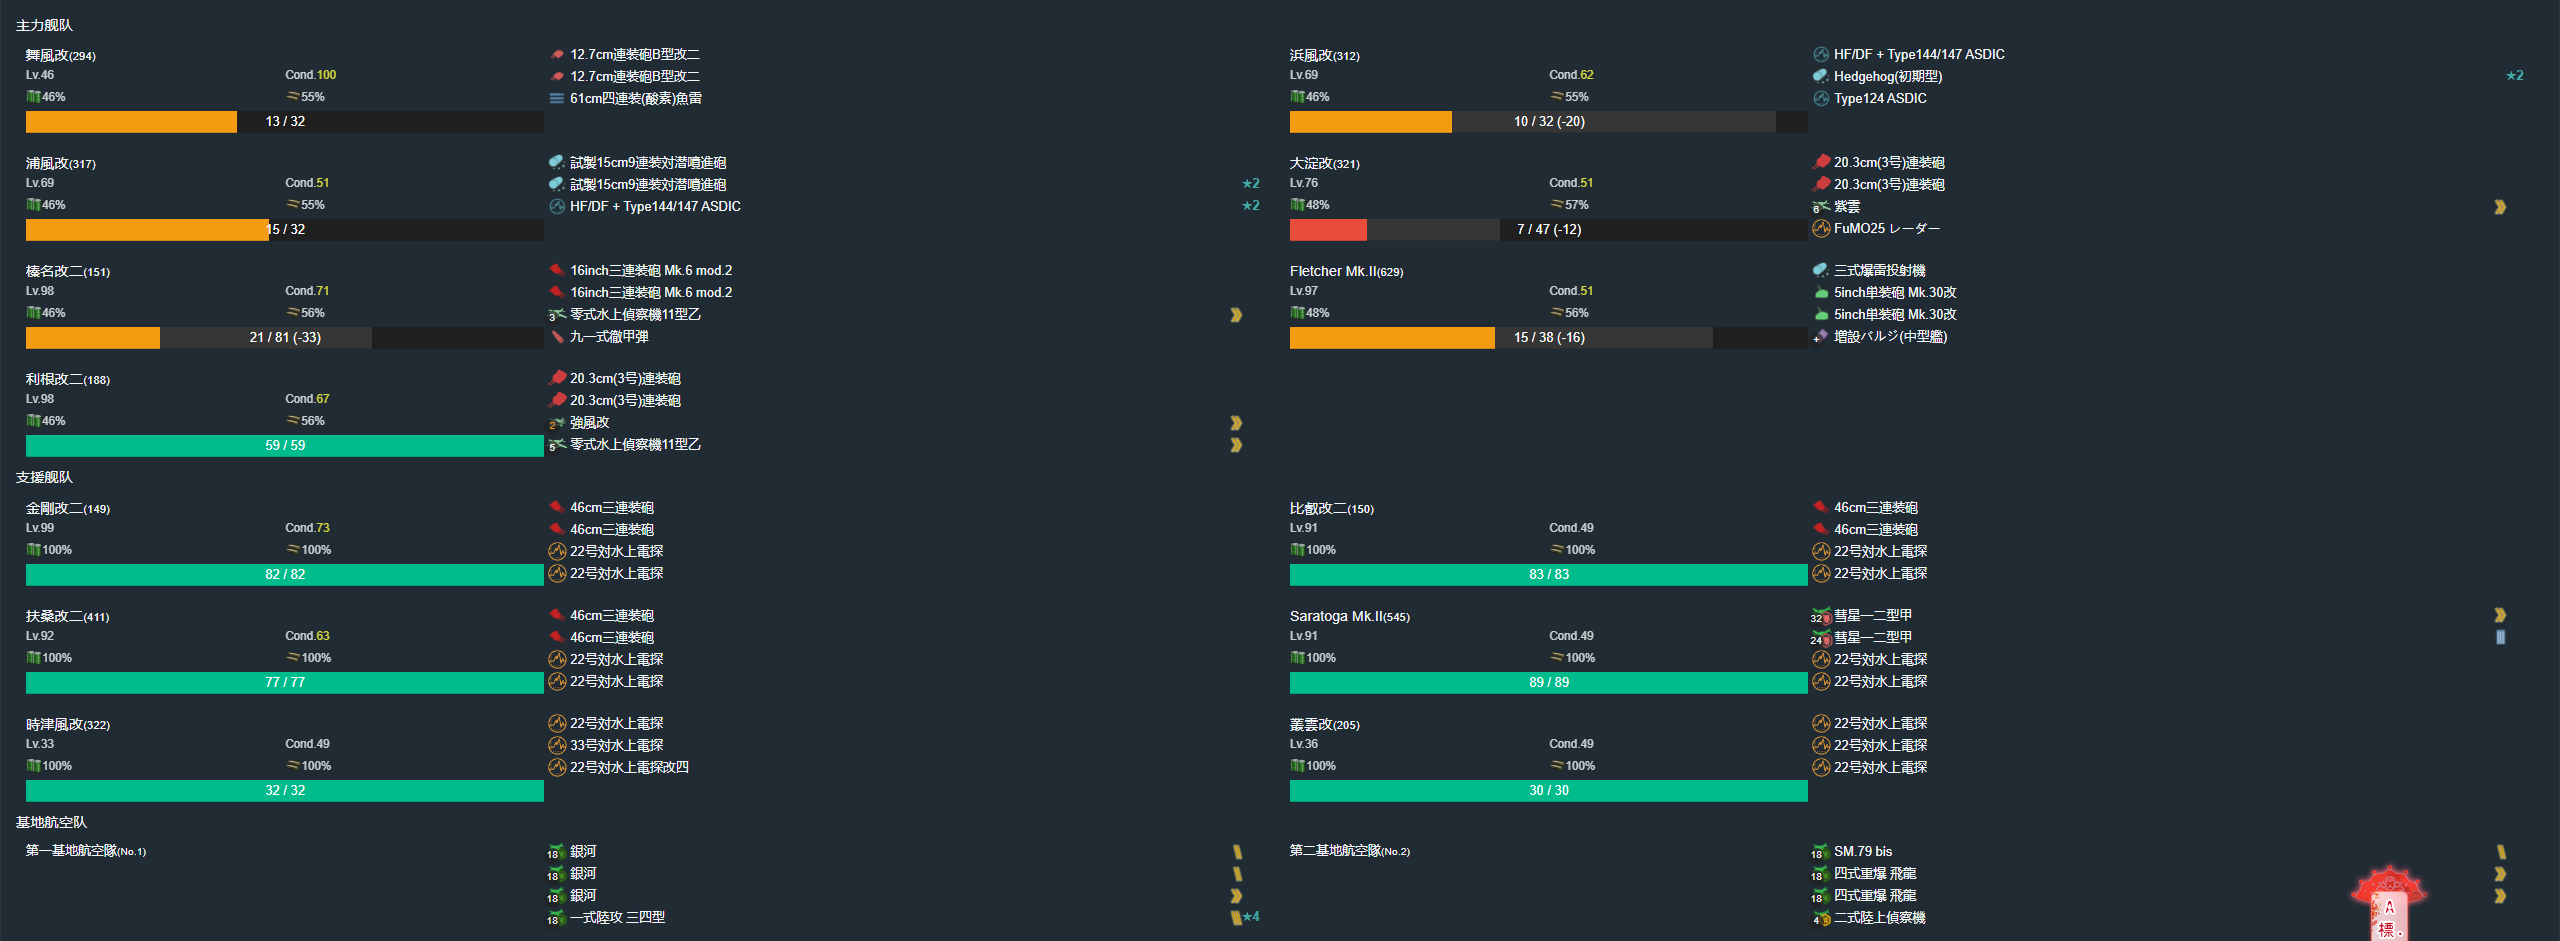 主力舰队
舞風改(294)
Lv.46 Cond.100
46% 55%
13 / 32
12.7cm連装砲B型改二
12.7cm連装砲B型改二
61cm四連装(酸素)魚雷
浜風改(312)
Lv.69 Cond.62
46% 55%
10 / 32 (-20)
HF/DF + Type144/147 ASDIC
Hedgehog(初期型) ★2
Type124 ASDIC
浦風改(317)
Lv.69 Cond.51
46% 55%
15 / 32
試製15cm9連装対潜噴進砲
試製15cm9連装対潜噴進砲 ★2
HF/DF + Type144/147 ASDIC ★2
大淀改(321)
Lv.76 Cond.51
48% 57%
7 / 47 (-12)
20.3cm(3号)連装砲
20.3cm(3号)連装砲
6 紫雲
FuMO25 レーダー
榛名改二(151)
Lv.98 Cond.71
46% 56%
21 / 81 (-33)
16inch三連装砲 Mk.6 mod.2
16inch三連装砲 Mk.6 mod.2
3 零式水上偵察機11型乙
九一式徹甲弾
Fletcher Mk.II(629)
Lv.97 Cond.51
48% 56%
15 / 38 (-16)
三式爆雷投射機
5inch単装砲 Mk.30改
5inch単装砲 Mk.30改
増設バルジ(中型艦)
利根改二(188)
Lv.98 Cond.67
46% 56%
59 / 59
20.3cm(3号)連装砲
20.3cm(3号)連装砲
2 強風改
5 零式水上偵察機11型乙
支援舰队
金剛改二(149)
Lv.99 Cond.73
100% 100%
82 / 82
46cm三連装砲
46cm三連装砲
22号対水上電探
22号対水上電探
比叡改二(150)
Lv.91 Cond.49
100% 100%
83 / 83
46cm三連装砲
46cm三連装砲
22号対水上電探
22号対水上電探
扶桑改二(411)
Lv.92 Cond.63
100% 100%
77 / 77
46cm三連装砲
46cm三連装砲
22号対水上電探
22号対水上電探
Saratoga Mk.II(545)
Lv.91 Cond.49
100% 100%
89 / 89
32 彗星一二型甲
24 彗星一二型甲
22号対水上電探
22号対水上電探
時津風改(322)
Lv.33 Cond.49
100% 100%
32 / 32
22号対水上電探
33号対水上電探
22号対水上電探改四
叢雲改(205)
Lv.36 Cond.49
100% 100%
30 / 30
22号対水上電探
22号対水上電探
22号対水上電探
基地航空队
第一基地航空隊(No.1)
18 銀河
18 銀河
18 銀河
18 一式陸攻 三四型 ★4
第二基地航空隊(No.2)
18 SM.79 bis
18 四式重爆 飛龍
18 四式重爆 飛龍
4 二式陸上偵察機
A
標.